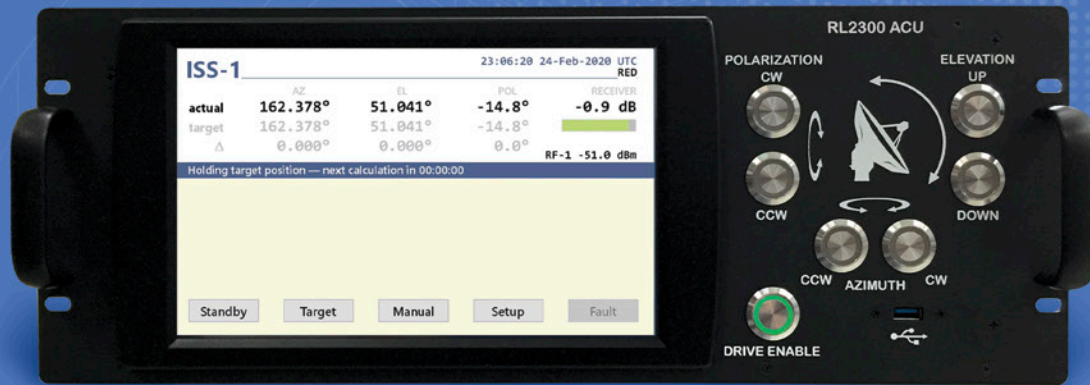 RL2300 ACU
ISS-1
23:06:20 24-Feb-2020 UTC
RED
AZ EL POL RECEIVER
actual 162.378° 51.041° -14.8° -0.9 dB
target 162.378° 51.041° -14.8°
Δ 0.000° 0.000° 0.0° RF-1 -51.0 dBm
Holding target position — next calculation in 00:00:00
Standby Target Manual Setup Fault
POLARIZATION
CW
CCW
ELEVATION
UP
DOWN
CCW AZIMUTH CW
DRIVE ENABLE